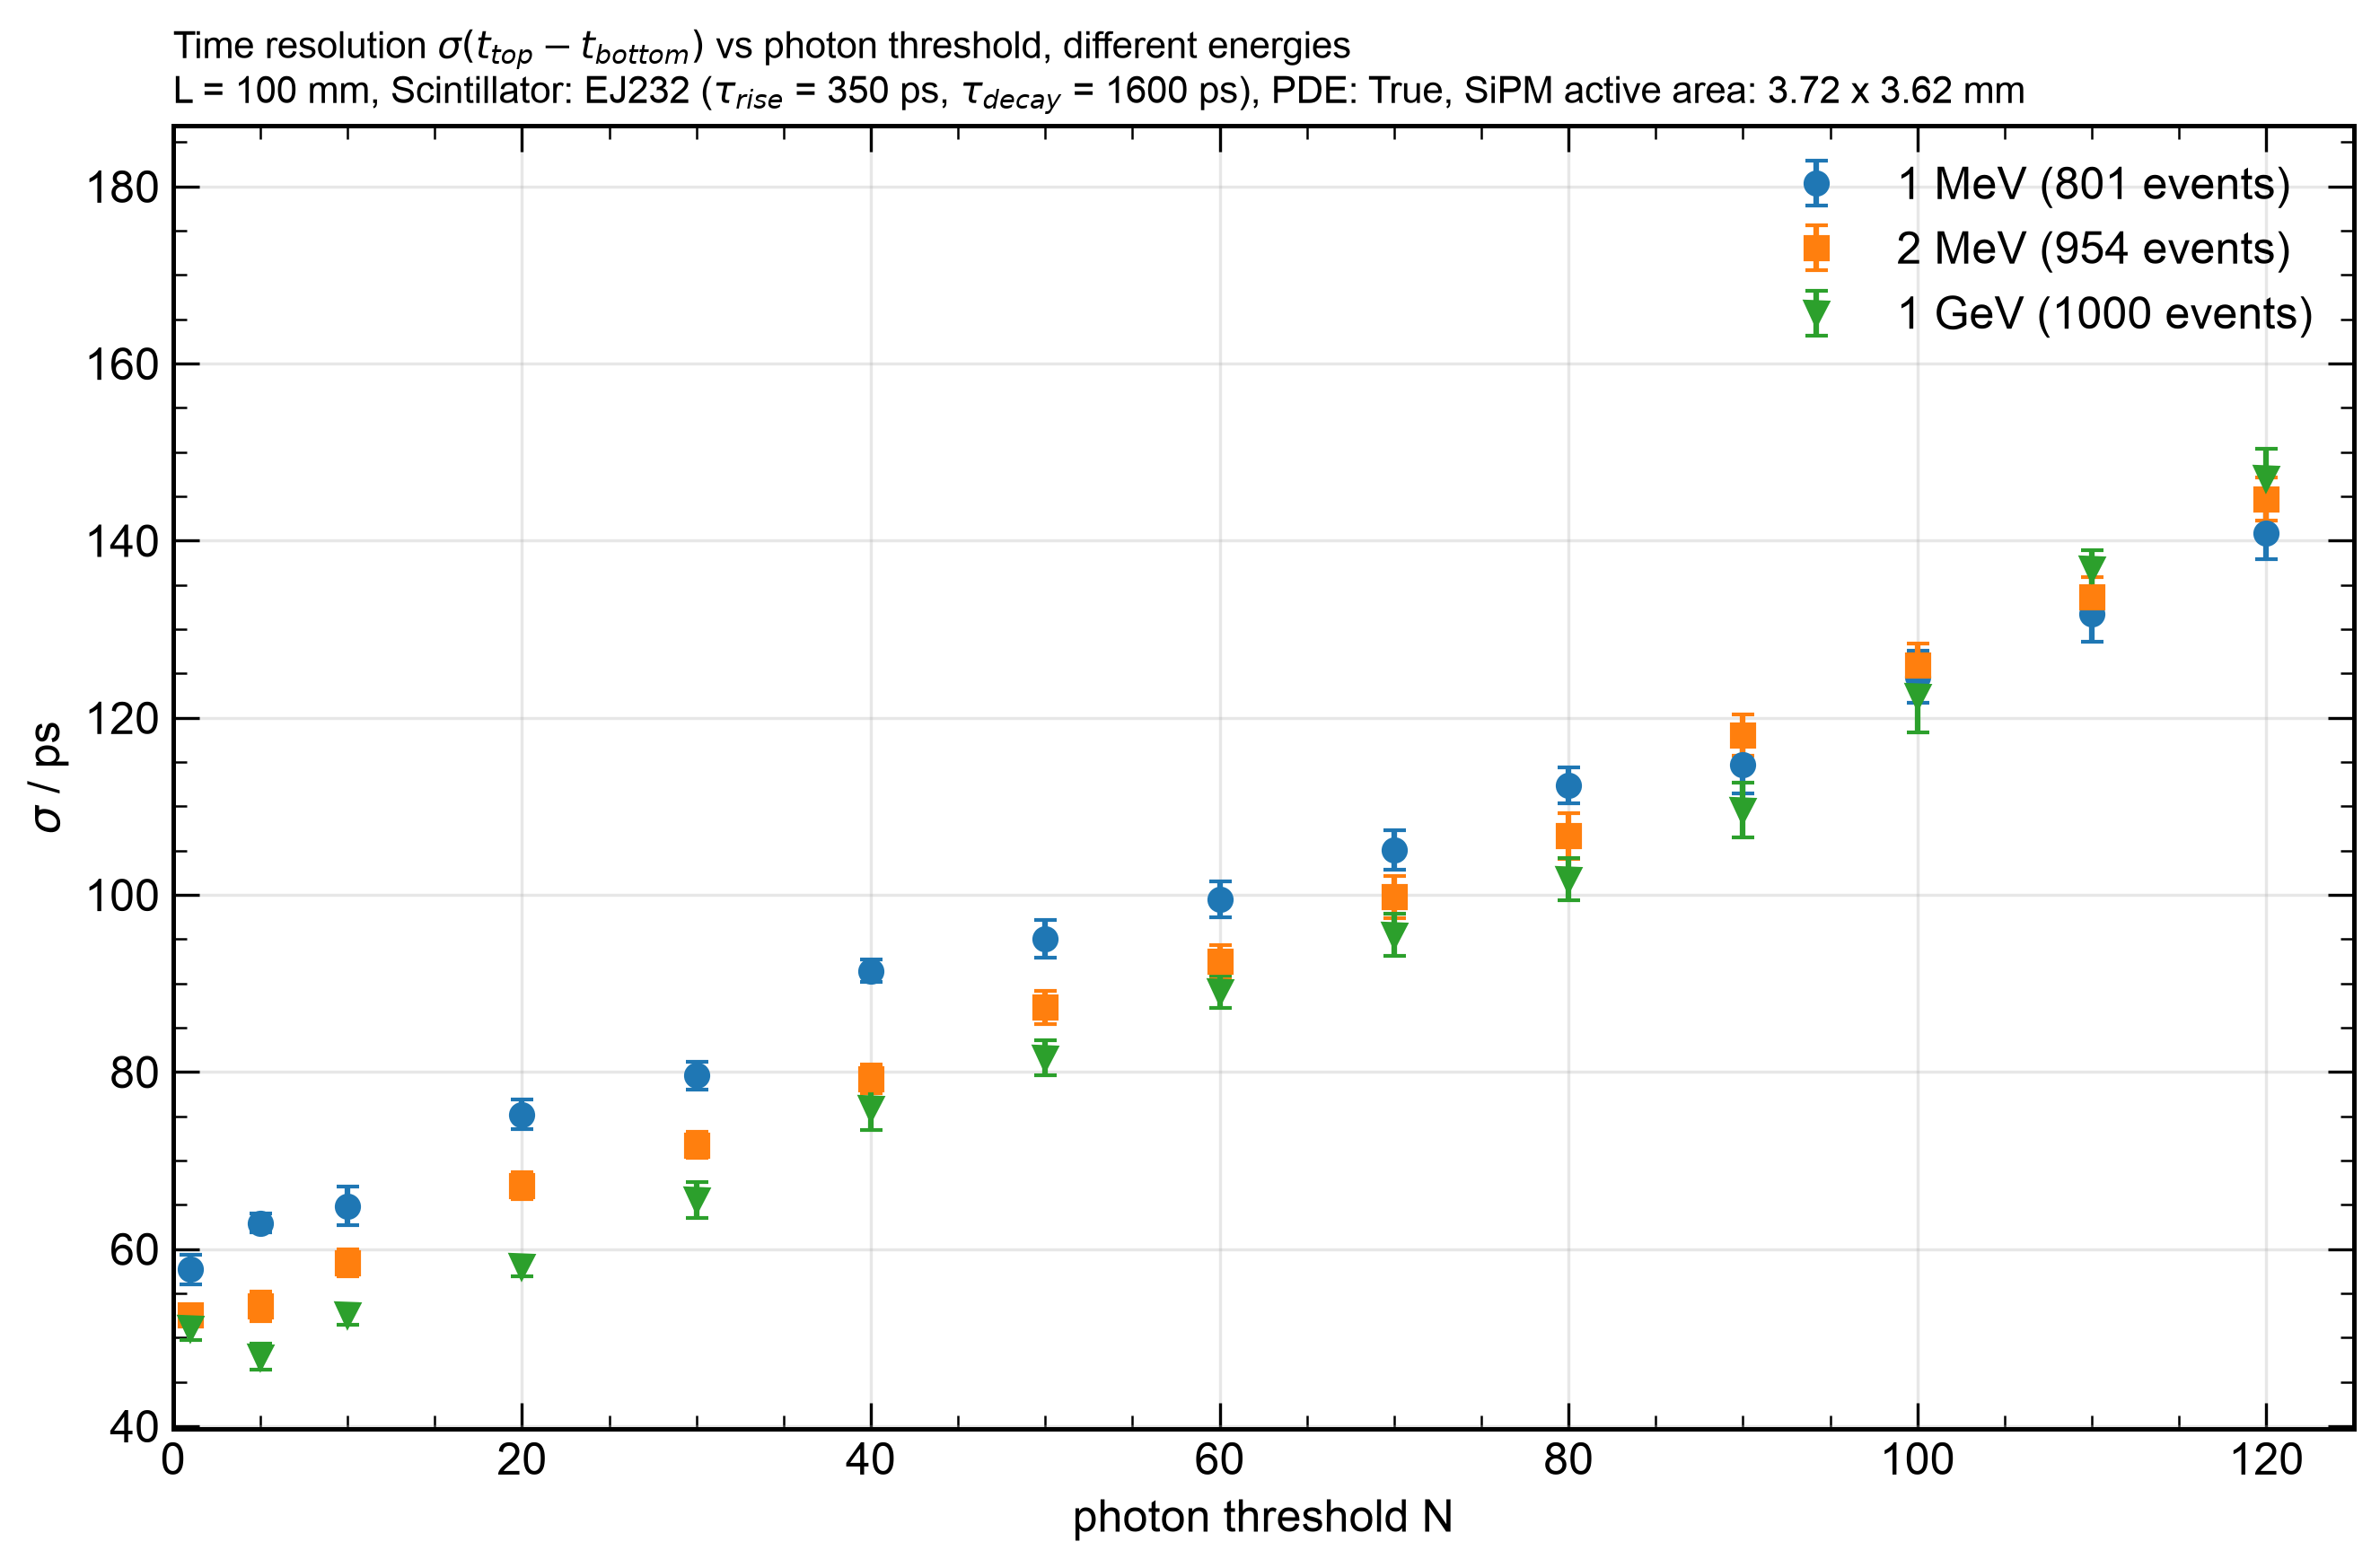 Time resolution σ(t_top − t_bottom) vs photon threshold, different energies
L = 100 mm, Scintillator: EJ232 (τ_rise = 350 ps, τ_decay = 1600 ps), PDE: True, SiPM active area: 3.72 x 3.62 mm
1 MeV (801 events)
2 MeV (954 events)
1 GeV (1000 events)
180
160
140
120
100
80
60
40
σ / ps
0 20 40 60 80 100 120
photon threshold N